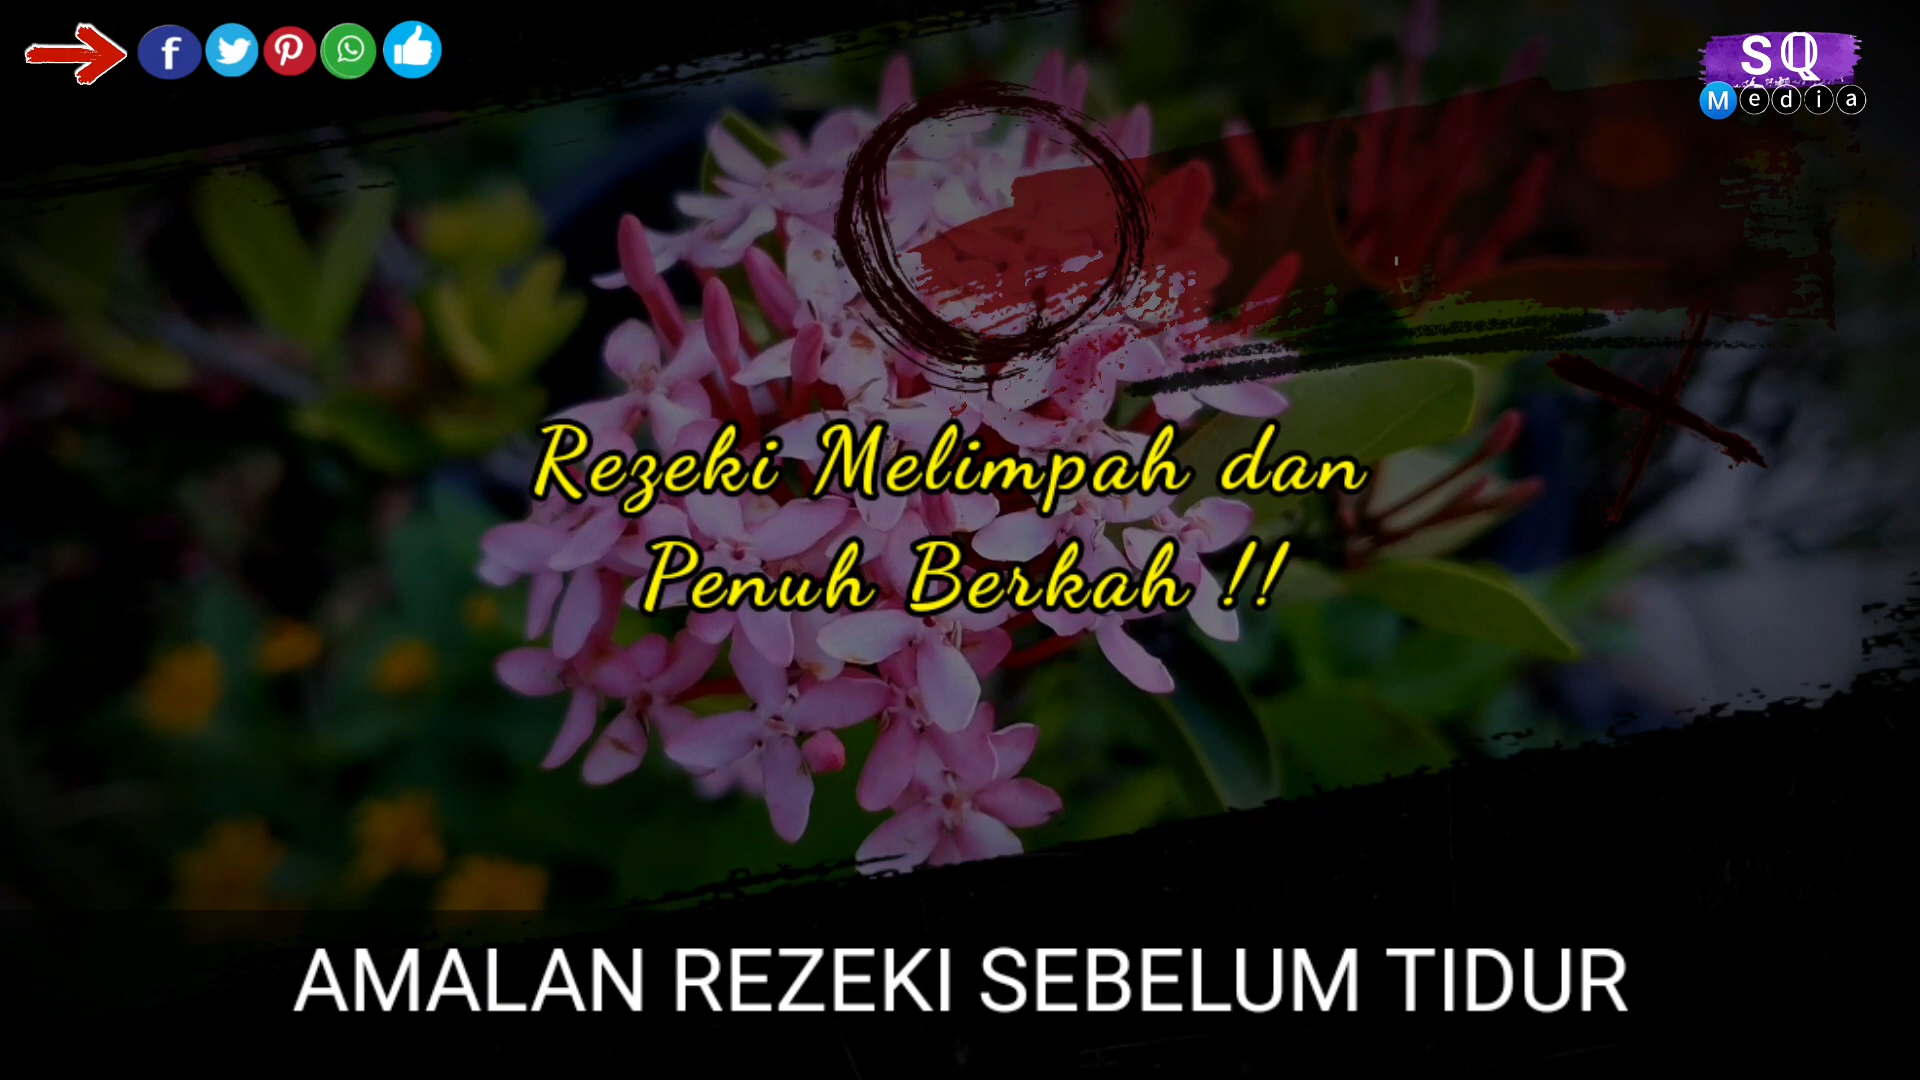 SQ
Media
Rezeki Melimpah dan
Penuh Berkah !!
AMALAN REZEKI SEBELUM TIDUR